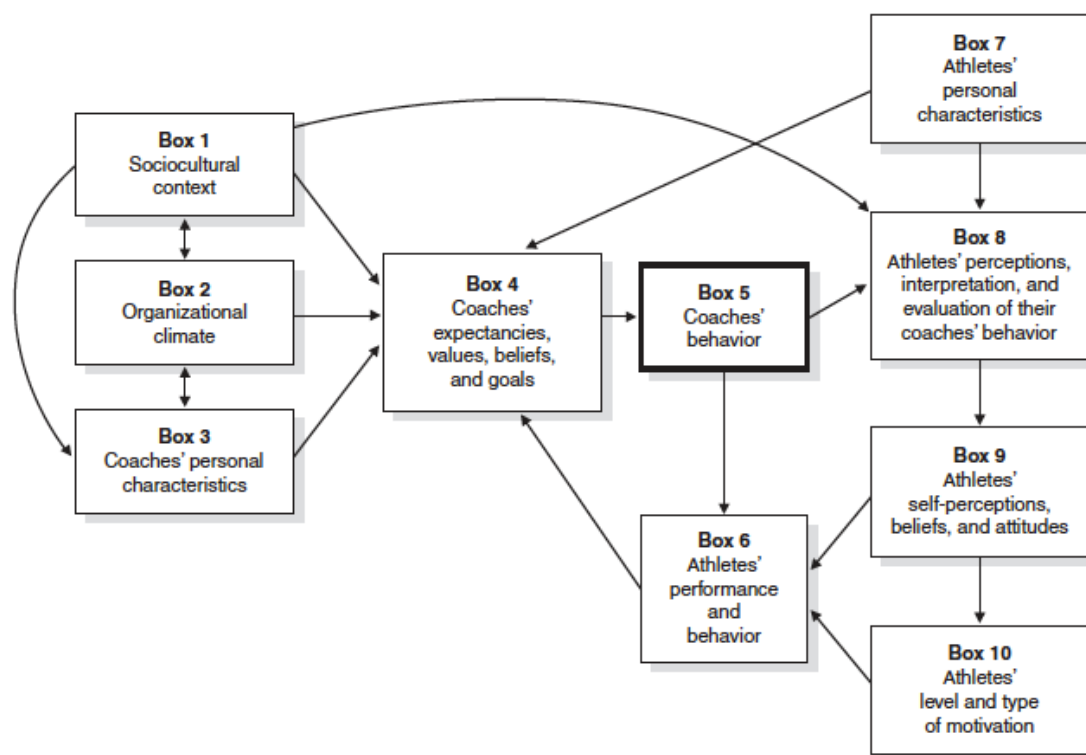 Box 1
Sociocultural
context
Box 2
Organizational
climate
Box 3
Coaches' personal
characteristics
Box 4
Coaches'
expectancies,
values, beliefs,
and goals
Box 5
Coaches'
behavior
Box 6
Athletes'
performance
and
behavior
Box 7
Athletes'
personal
characteristics
Box 8
Athletes' perceptions,
interpretation, and
evaluation of their
coaches' behavior
Box 9
Athletes'
self-perceptions,
beliefs, and attitudes
Box 10
Athletes'
level and type
of motivation